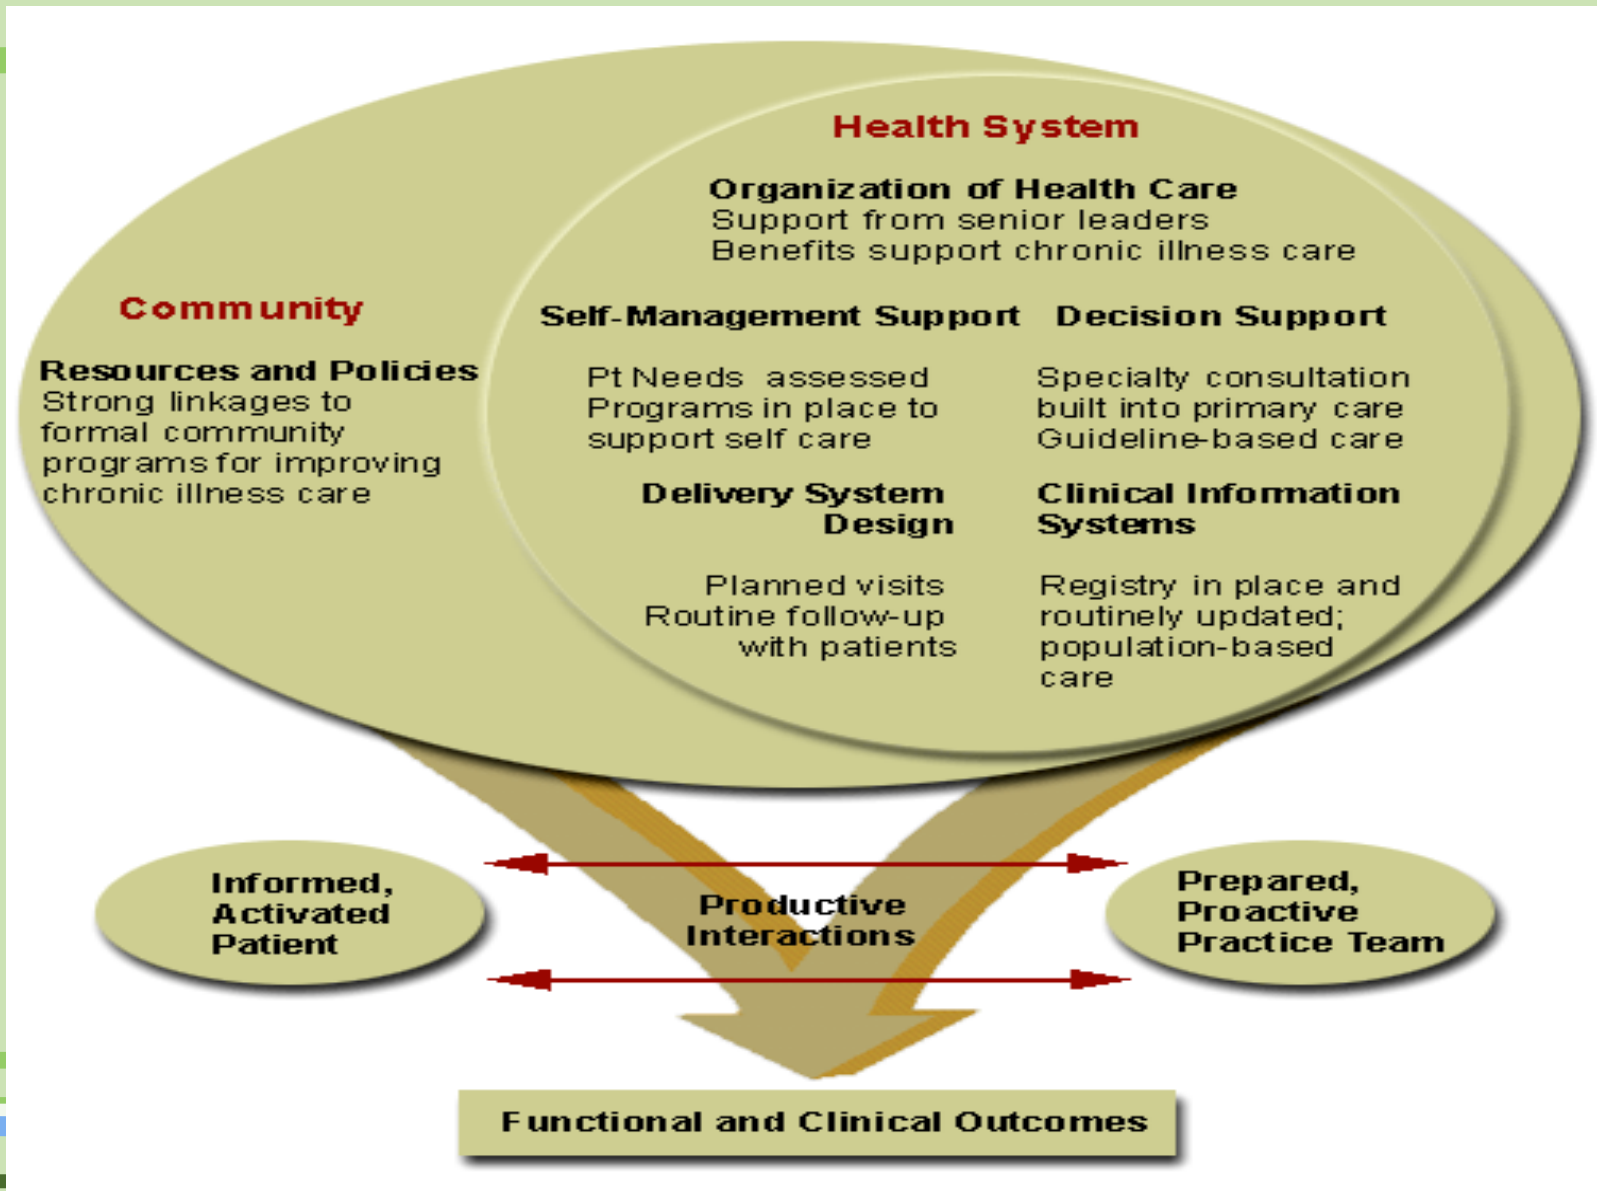 Health System
Organization of Health Care
Support from senior leaders
Benefits support chronic illness care
Community
Resources and Policies
Strong linkages to
formal community
programs for improving
chronic illness care
Self-Management Support
Pt Needs assessed
Programs in place to
support self care
Decision Support
Specialty consultation
built into primary care
Guideline-based care
Delivery System
Design
Planned visits
Routine follow-up
with patients
Clinical Information
Systems
Registry in place and
routinely updated;
population-based
care
Informed,
Activated
Patient
Productive
Interactions
Prepared,
Proactive
Practice Team
Functional and Clinical Outcomes